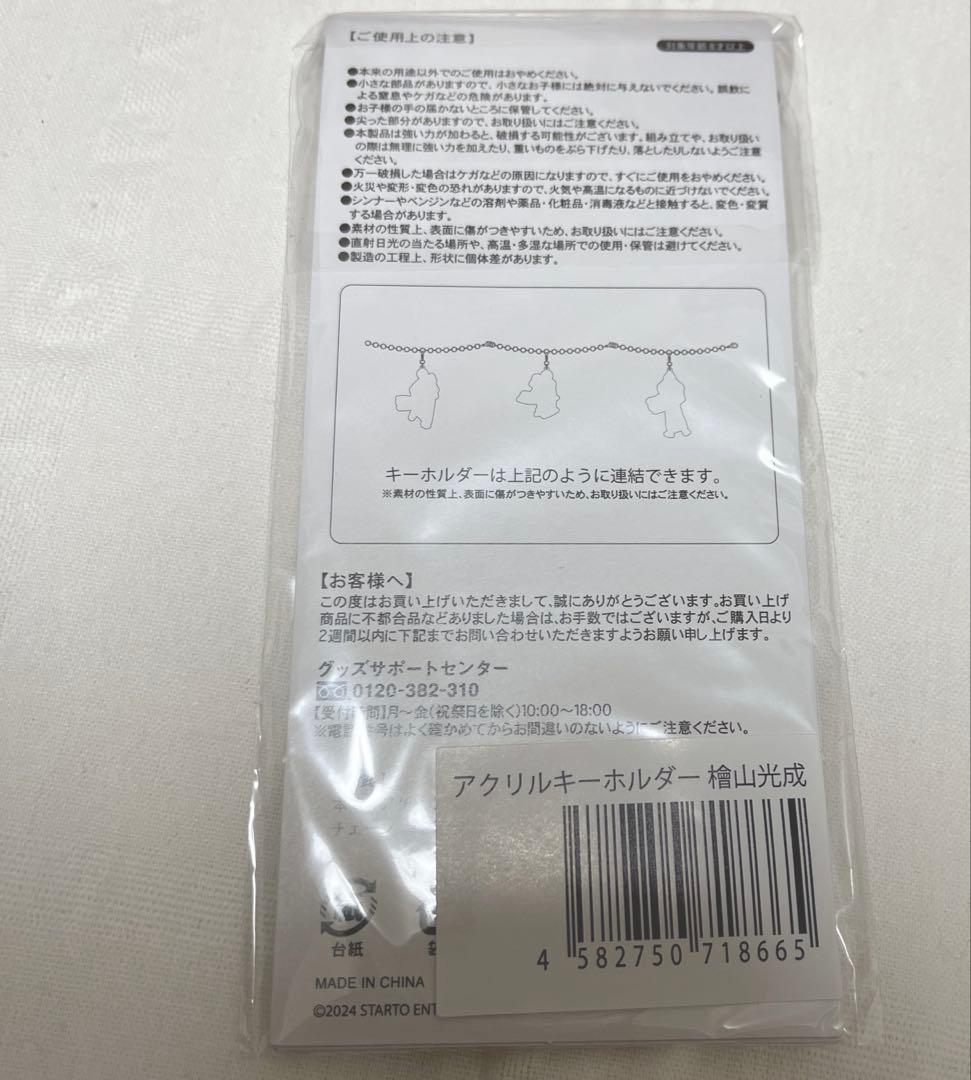 【ご使用上の注意】
対象年齢8才以上
●本来の用途以外でのご使用はおやめください。
●小さな部品がありますので、小さなお子様には絶対に与えないでください。誤飲に
よる窒息やケガなどの危険があります。
●お子様の手の届かないところに保管してください。
●尖った部分がありますので、お取り扱いにはご注意ください。
●本製品は強い力が加わると、破損する可能性がございます。組み立てや、お取り扱い
の際は無理に強い力を加えたり、重いものをぶら下げたり、落としたりしないようご注意
ください。
●万一破損した場合はケガなどの原因になりますので、すぐにご使用をおやめください。
●火災や変形・変色の恐れがありますので、火気や高温になるものに近づけないでください。
●シンナーやベンジンなどの溶剤や薬品・化粧品・消毒液などと接触すると、変色・変質
する場合があります。
●素材の性質上、表面に傷がつきやすいため、お取り扱いにはご注意ください。
●直射日光の当たる場所や、高温・多湿な場所での使用・保管は避けてください。
●製造の工程上、形状に個体差があります。
キーホルダーは上記のように連結できます。
※素材の性質上、表面に傷がつきやすいため、お取り扱いにはご注意ください。
【お客様へ】
この度はお買い上げいただきまして、誠にありがとうございます。お買い上げ
商品に不都合品などありました場合は、お手数ではございますが、ご購入日より
2週間以内に下記までお問い合わせいただきますようお願い申し上げます。
グッズサポートセンター
0120-382-310
【受付時間】月〜金(祝祭日を除く)10:00〜18:00
※電話番号はよく確かめてからお間違いのないようにご注意ください。
アクリルキーホルダー 檜山光成
4 582750 718665
台紙
袋
MADE IN CHINA
©2024 STARTO ENT